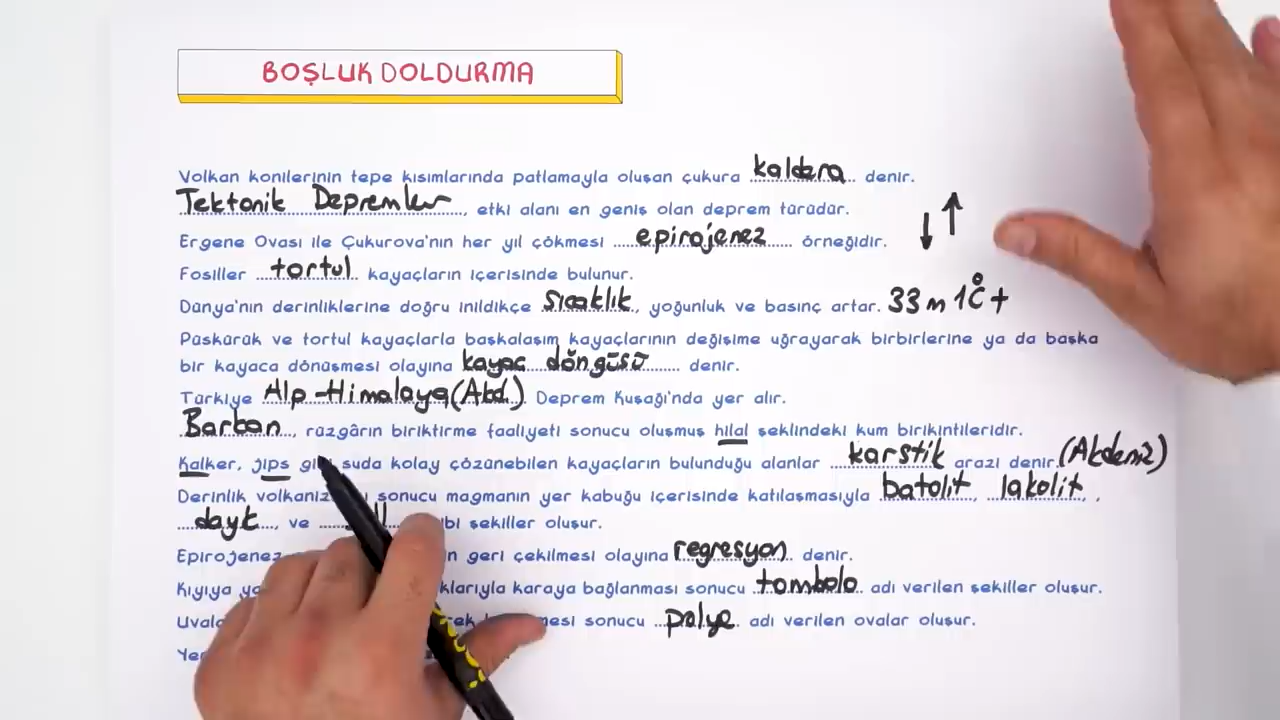 BOŞLUK DOLDURMA
Volkan konilerinin tepe kısımlarında patlamayla oluşan çukura kaldera denir.
Tektonik Depremler, etki alanı en geniş olan deprem türüdür.
Ergene Ovası ile Çukurova'nın her yıl çökmesi epirojenez örneğidir. ↓↑
Fosiller tortul kayaçların içerisinde bulunur.
Dünya'nın derinliklerine doğru inildikçe sıcaklık, yoğunluk ve basınç artar. 33 m 1°C +
Püskürük ve tortul kayaçlarla başkalaşım kayaçlarının değişime uğrayarak birbirlerine ya da başka
bir kayaca dönüşmesi olayına kayaç döngüsü denir.
Türkiye Alp-Himalaya (Akd.) Deprem Kuşağı'nda yer alır.
Barkan, rüzgârın biriktirme faaliyeti sonucu oluşmuş hilal şeklindeki kum birikintileridir.
Kalker, jips suda kolay çözünebilen kayaçların bulunduğu alanlar karstik arazi denir. (Akdeniz)
Derinlik sonucu magmanın yer kabuğu içerisinde katılaşmasıyla batolit, lakolit,
dayk, ve şekiller oluşur.
Epirojenez geri çekilmesi olayına regresyon denir.
Kıyıya karaya bağlanması sonucu tombolo adı verilen şekiller oluşur.
sonucu polye adı verilen ovalar oluşur.